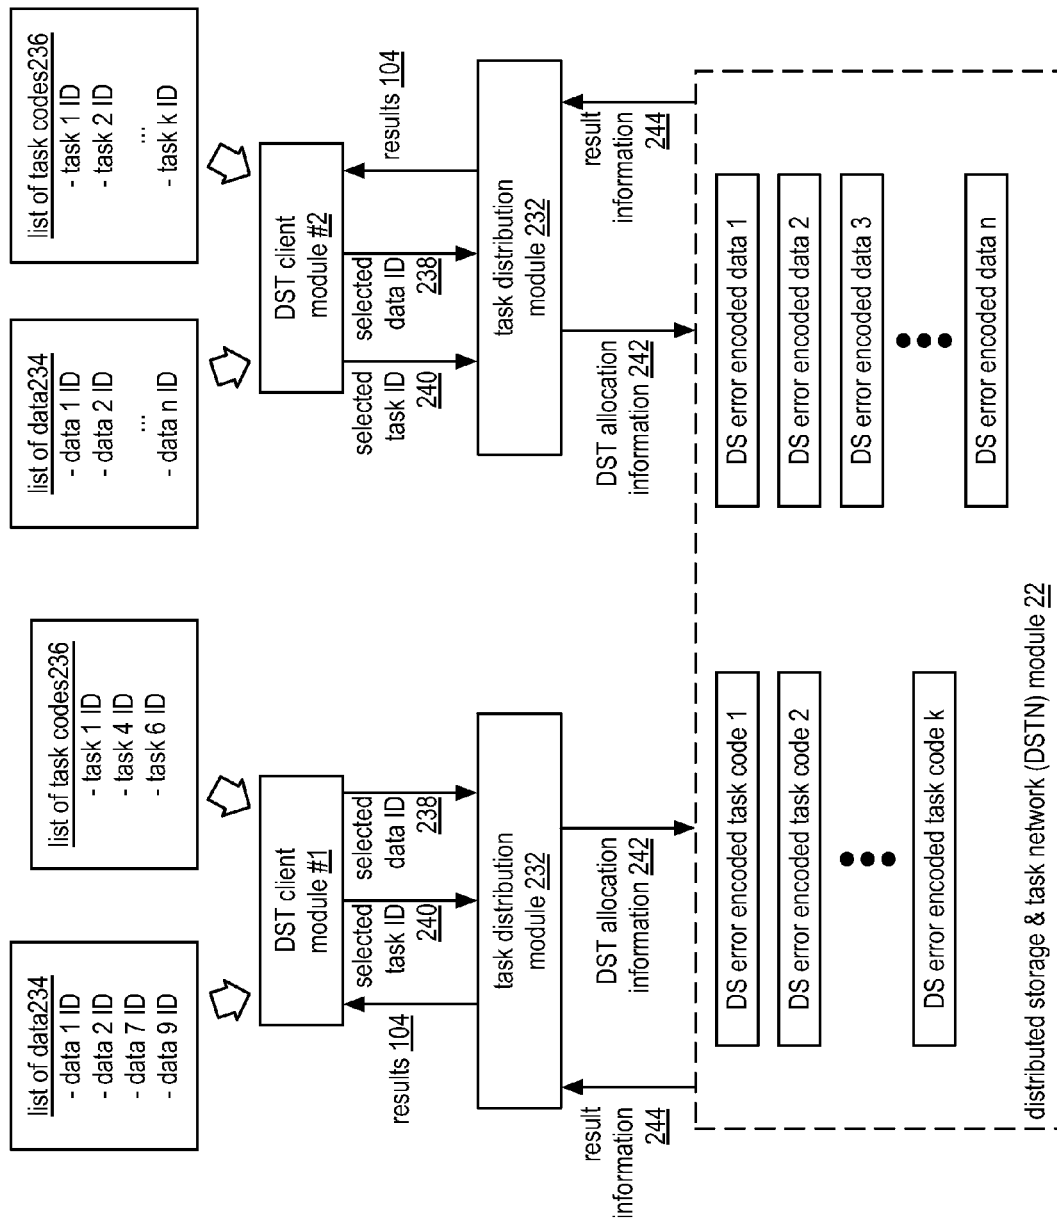 list of data234
- data 1 ID
- data 2 ID
- data 7 ID
- data 9 ID
list of task codes236
- task 1 ID
- task 4 ID
- task 6 ID
list of data234
- data 1 ID
- data 2 ID
...
- data n ID
list of task codes236
- task 1 ID
- task 2 ID
...
- task k ID
DST client
module #1
DST client
module #2
results 104
selected
task ID
240
selected
data ID
238
selected
task ID
240
selected
data ID
238
results 104
task distribution
module 232
task distribution
module 232
result
information
244
DST allocation
information 242
DST allocation
information 242
result
information
244
DS error encoded task code 1
DS error encoded task code 2
DS error encoded task code k
DS error encoded data 1
DS error encoded data 2
DS error encoded data 3
DS error encoded data n
distributed storage & task network (DSTN) module 22